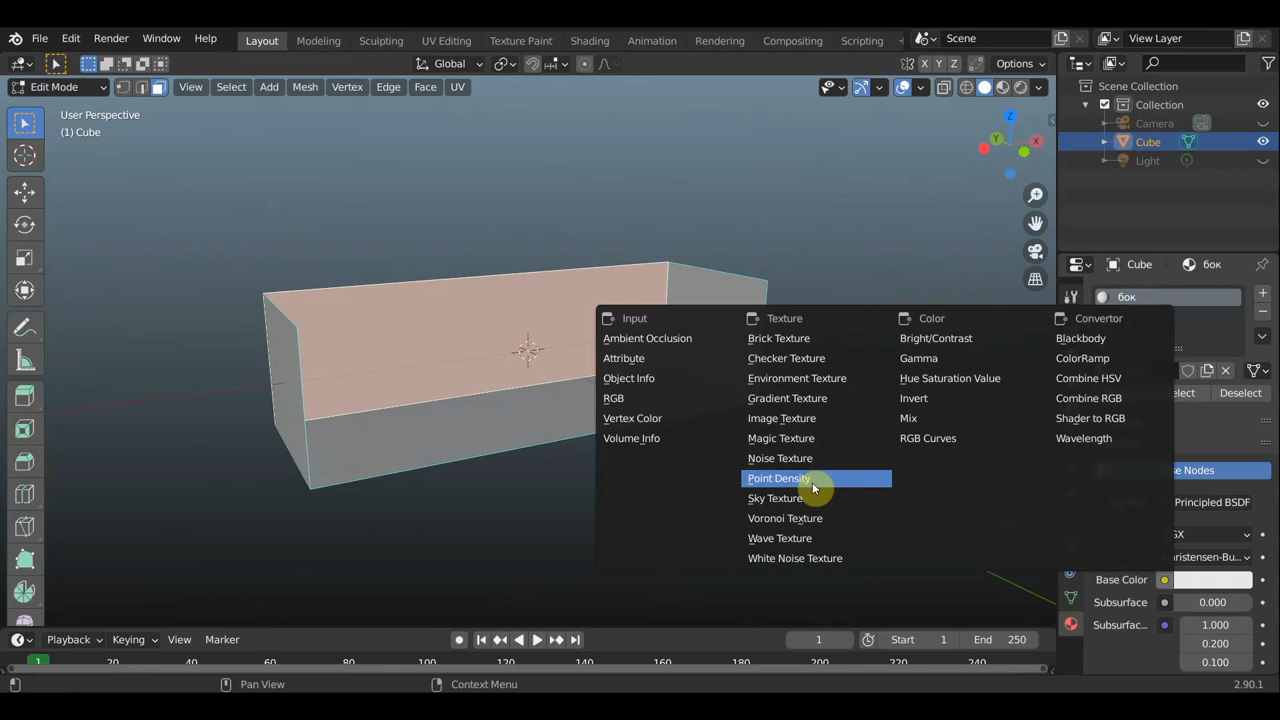 File Edit Render Window Help Layout Modeling Sculpting UV Editing Texture Paint Shading Animation Rendering Compositing Scripting Scene View Layer
Global X Y Z Options
Edit Mode View Select Add Mesh Vertex Edge Face UV
User Perspective
(1) Cube
Z
Y X
Scene Collection
Collection
Camera
Cube
Light
Cube бок
бок
Input Texture Color Convertor
Ambient Occlusion Brick Texture Bright/Contrast Blackbody
Attribute Checker Texture Gamma ColorRamp
Object Info Environment Texture Hue Saturation Value Combine HSV
RGB Gradient Texture Invert Combine RGB
Vertex Color Image Texture Mix Shader to RGB
Volume Info Magic Texture RGB Curves Wavelength
Noise Texture
Point Density
Sky Texture
Voronoi Texture
Wave Texture
White Noise Texture
Deselect
Nodes
Principled BSDF
GX
ristensen-Bu...
Base Color
Subsurface 0.000
Subsurfac... 1.000
0.200
0.100
Playback Keying View Marker 1 Start 1 End 250
1 20 40 60 80 100 120 140 160 180 200 220 240
Pan View Context Menu 2.90.1